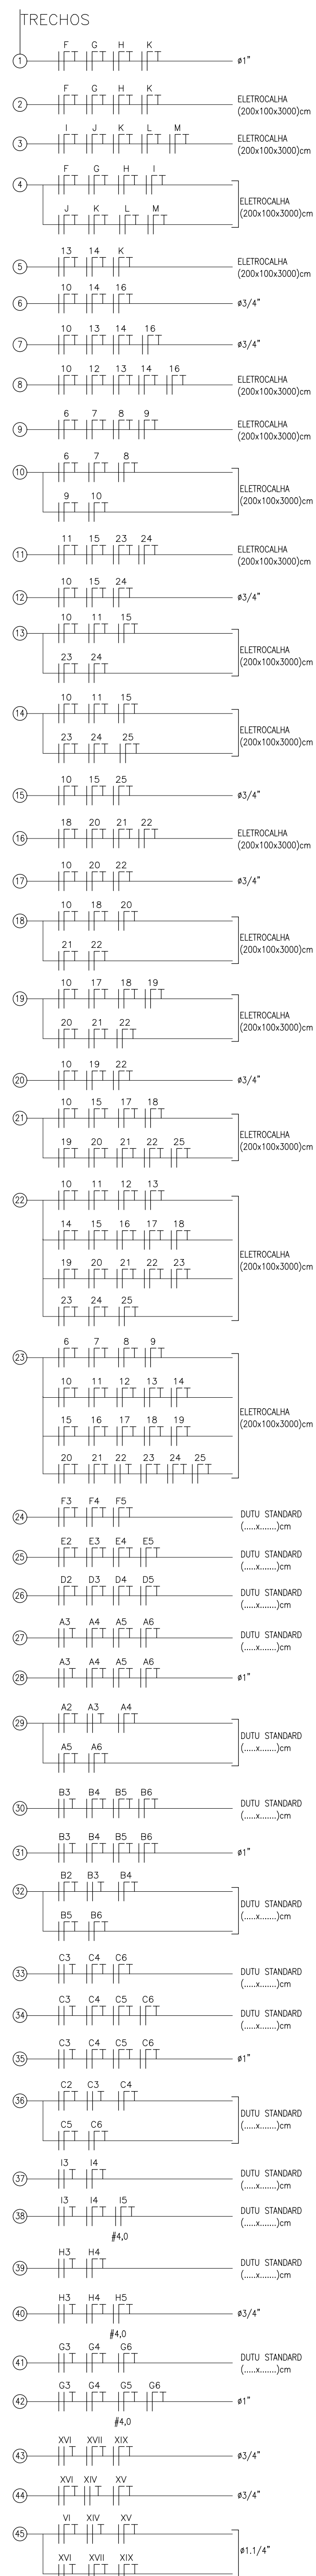 TRECHOS
F G H K
1 ø1"
F G H K
2 ELETROCALHA
(200x100x3000)cm
I J K L M
3 ELETROCALHA
(200x100x3000)cm
F G H I
4
ELETROCALHA
(200x100x3000)cm
J K L M
13 14 K
5 ELETROCALHA
(200x100x3000)cm
10 14 16
6 ø3/4"
10 13 14 16
7 ø3/4"
10 12 13 14 16
8 ELETROCALHA
(200x100x3000)cm
6 7 8 9
9 ELETROCALHA
(200x100x3000)cm
6 7 8
10
ELETROCALHA
(200x100x3000)cm
9 10
11 15 23 24
11 ELETROCALHA
(200x100x3000)cm
10 15 24
12 ø3/4"
10 11 15
13
ELETROCALHA
(200x100x3000)cm
23 24
10 11 15
14
ELETROCALHA
(200x100x3000)cm
23 24 25
10 15 25
15 ø3/4"
18 20 21 22
16 ELETROCALHA
(200x100x3000)cm
10 20 22
17 ø3/4"
10 18 20
18
ELETROCALHA
(200x100x3000)cm
21 22
10 17 18 19
19
ELETROCALHA
(200x100x3000)cm
20 21 22
10 19 22
20 ø3/4"
10 15 17 18
21
ELETROCALHA
(200x100x3000)cm
19 20 21 22 25
10 11 12 13
22
14 15 16 17 18
ELETROCALHA
(200x100x3000)cm
19 20 21 22 23
23 24 25
6 7 8 9
23
10 11 12 13 14
ELETROCALHA
(200x100x3000)cm
15 16 17 18 19
20 21 22 23 24 25
F3 F4 F5
24 DUTU STANDARD
(.....x.......)cm
E2 E3 E4 E5
25 DUTU STANDARD
(.....x.......)cm
D2 D3 D4 D5
26 DUTU STANDARD
(.....x.......)cm
A3 A4 A5 A6
27 DUTU STANDARD
(.....x.......)cm
A3 A4 A5 A6
28 ø1"
A2 A3 A4
29
DUTU STANDARD
(.....x.......)cm
A5 A6
B3 B4 B5 B6
30 DUTU STANDARD
(.....x.......)cm
B3 B4 B5 B6
31 ø1"
B2 B3 B4
32
DUTU STANDARD
(.....x.......)cm
B5 B6
C3 C4 C6
33 DUTU STANDARD
(.....x.......)cm
C3 C4 C5 C6
34 DUTU STANDARD
(.....x.......)cm
C3 C4 C5 C6
35 ø1"
C2 C3 C4
36
DUTU STANDARD
(.....x.......)cm
C5 C6
I3 I4
37 DUTU STANDARD
(.....x.......)cm
I3 I4 I5
38 DUTU STANDARD
(.....x.......)cm
#4,0
H3 H4
39 DUTU STANDARD
(.....x.......)cm
H3 H4 H5
40 ø3/4"
#4,0
G3 G4 G6
41 DUTU STANDARD
(.....x.......)cm
G3 G4 G5 G6
42 ø1"
#4,0
XVI XVII XIX
43 ø3/4"
XVI XIV XV
44 ø3/4"
VI XIV XV
45
ø1.1/4"
XVI XVII XIX